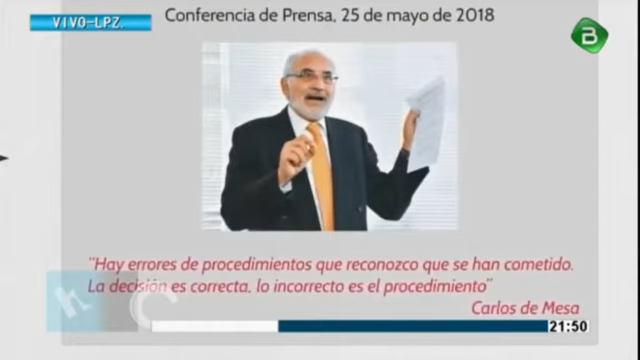 VIVO-LPZ.
Conferencia de Prensa, 25 de mayo de 2018
B
"Hay errores de procedimientos que reconozco que se han cometido.
La decisión es correcta, lo incorrecto es el procedimiento"
Carlos de Mesa
h
21:50